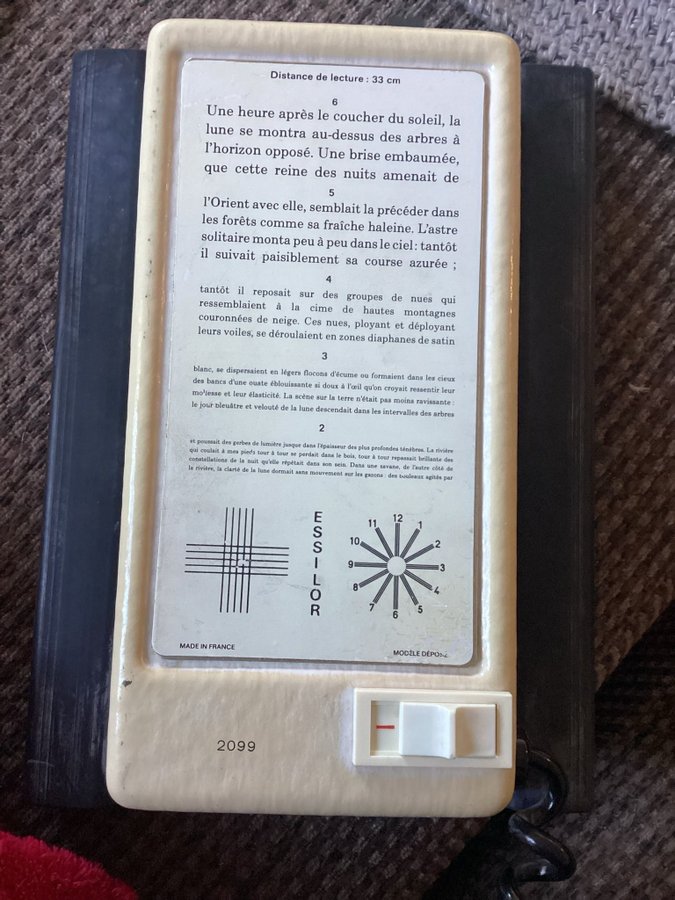 Distance de lecture : 33 cm
6
Une heure après le coucher du soleil, la
lune se montra au-dessus des arbres à
l'horizon opposé. Une brise embaumée,
que cette reine des nuits amenait de
5
l'Orient avec elle, semblait la précéder dans
les forêts comme sa fraîche haleine. L'astre
solitaire monta peu à peu dans le ciel : tantôt
il suivait paisiblement sa course azurée ;
4
tantôt il reposait sur des groupes de nues qui
ressemblaient à la cime de hautes montagnes
couronnées de neige. Ces nues, ployant et déployant
leurs voiles, se déroulaient en zones diaphanes de satin
3
blanc, se dispersaient en légers flocons d'écume ou formaient dans les cieux
des bancs d'une ouate éblouissante si doux à l'œil qu'on croyait ressentir leur
mollesse et leur élasticité. La scène sur la terre n'était pas moins ravissante :
le jour bleuâtre et velouté de la lune descendait dans les intervalles des arbres
2
et poussait des gerbes de lumière jusque dans l'épaisseur des plus profondes ténèbres. La rivière
qui coulait à mes pieds tour à tour se perdait dans le bois, tour à tour repassait brillante des
constellations de la nuit qu'elle répétait dans son sein. Dans une savane, de l'autre côté de
la rivière, la clarté de la lune dormait sans mouvement sur les gazons : des bouleaux agités par
ESSILOR
12
1
2
3
4
5
6
7
8
9
10
11
MADE IN FRANCE
MODÈLE DÉPOSÉ
2099